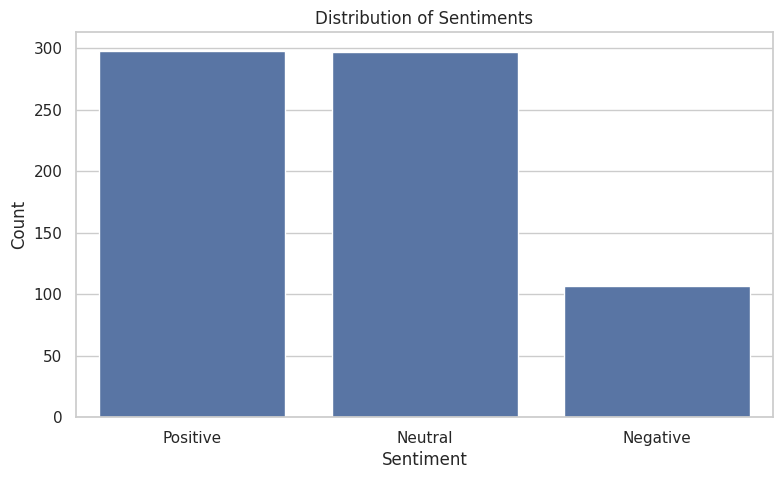 Distribution of Sentiments
300
250
200
150
100
50
0
Count
Positive Neutral Negative
Sentiment